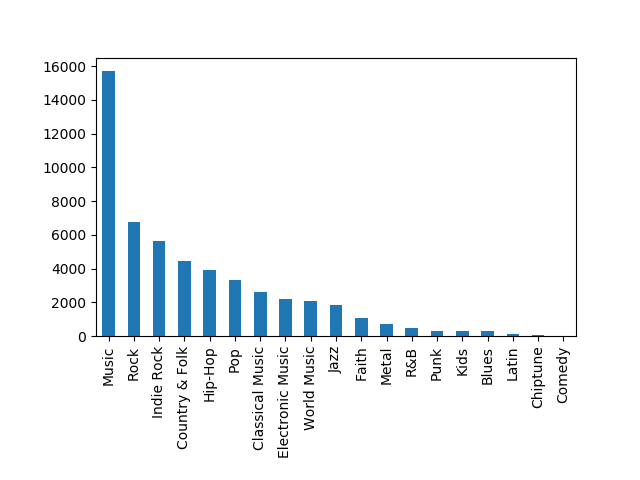 16000
14000
12000
10000
8000
6000
4000
2000
0
Music
Rock
Indie Rock
Country & Folk
Hip-Hop
Pop
Classical Music
Electronic Music
World Music
Jazz
Faith
Metal
R&B
Punk
Kids
Blues
Latin
Chiptune
Comedy